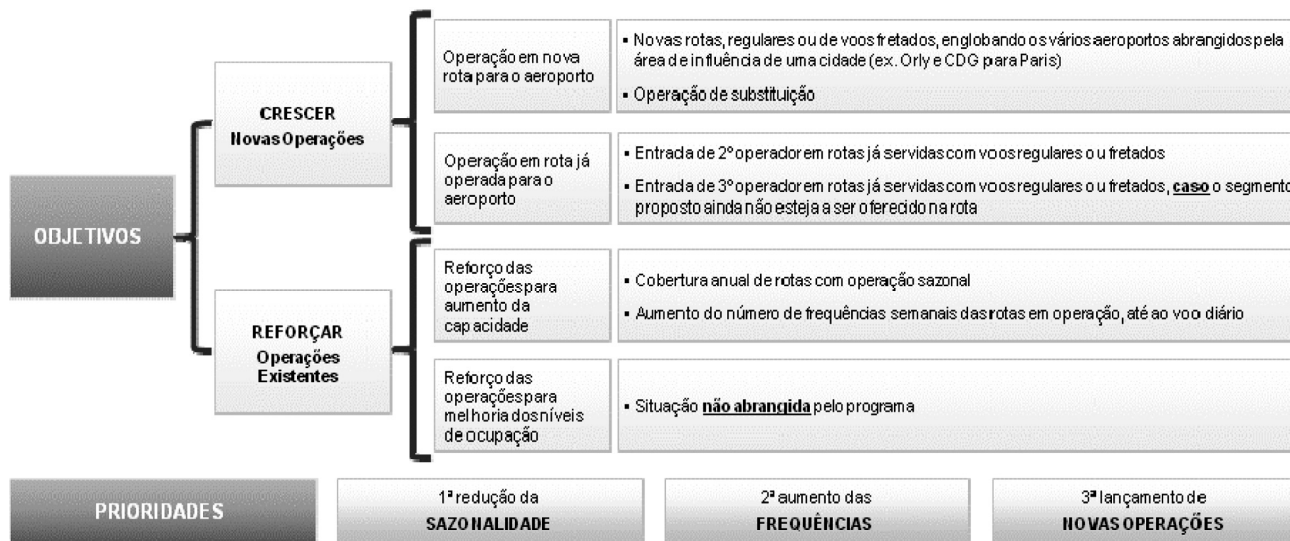 OBJETIVOS
CRESCER
Novas Operações
Operação em nova
rota para o aeroporto
▪ Novas rotas, regulares ou de voos fretados, englobando os vários aeroportos abrangidos pela
área de influência de uma cidade (ex. Orly e CDG para Paris)
▪ Operação de substituição
Operação em rota já
operada para o
aeroporto
▪ Entrada de 2º operador em rotas já servidas com voos regulares ou fretados
▪ Entrada de 3º operador em rotas já servidas com voos regulares ou fretados, caso o segmento
proposto ainda não esteja a ser oferecido na rota
REFORÇAR
Operações
Existentes
Reforço das
operações para
aumento da
capacidade
▪ Cobertura anual de rotas com operação sazonal
▪ Aumento do número de frequências semanais das rotas em operação, até ao voo diário
Reforço das
operações para
melhoria dos níveis
de ocupação
▪ Situação não abrangida pelo programa
PRIORIDADES
1ª redução da
SAZONALIDADE
2ª aumento das
FREQUÊNCIAS
3ª lançamento de
NOVAS OPERAÇÕES